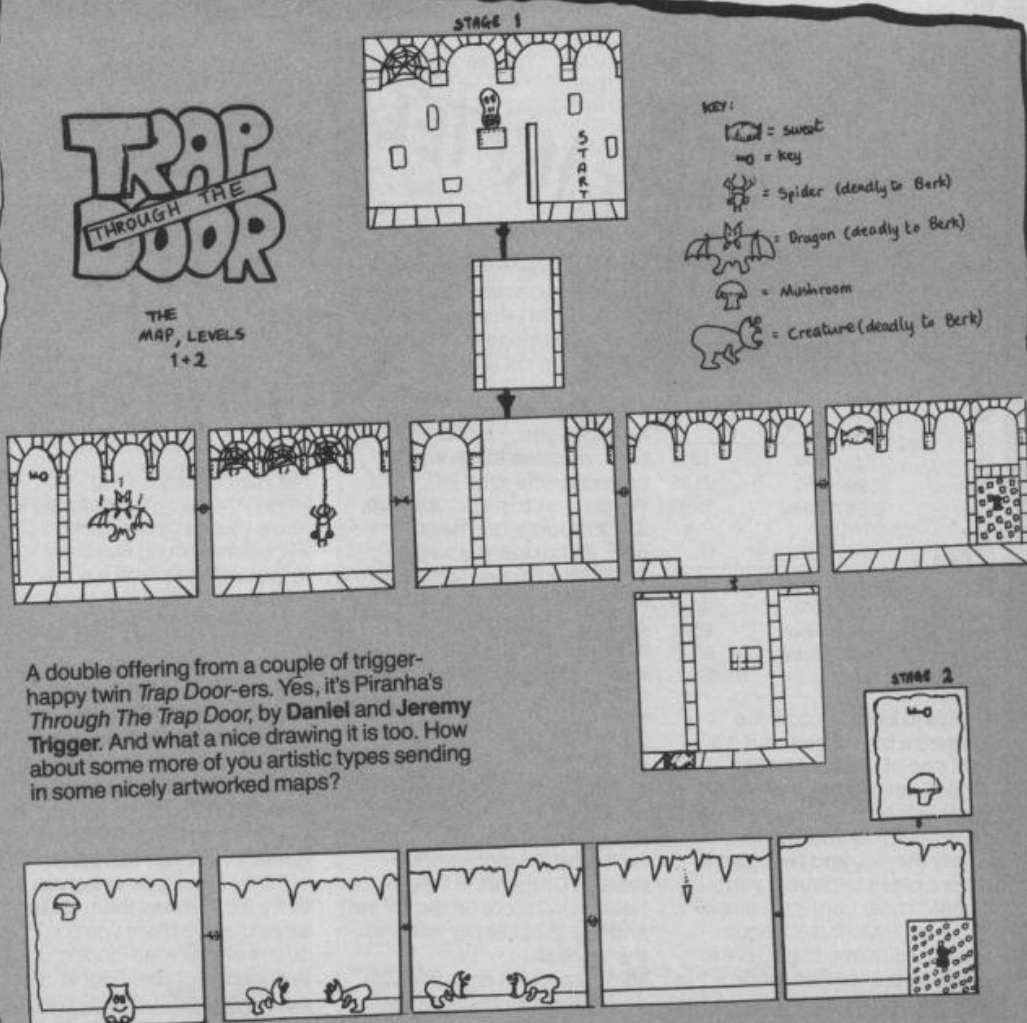 STAGE 1
TRAP
THROUGH THE
DOOR
THE
MAP, LEVELS
1+2
START
KEY:
= sweet
= key
= Spider (deadly to Berk)
= Dragon (deadly to Berk)
= Mushroom
= Creature (deadly to Berk)
A double offering from a couple of trigger-
happy twin Trap Door-ers. Yes, it's Piranha's
Through The Trap Door, by Daniel and Jeremy
Trigger. And what a nice drawing it is too. How
about some more of you artistic types sending
in some nicely artworked maps?
STAGE 2